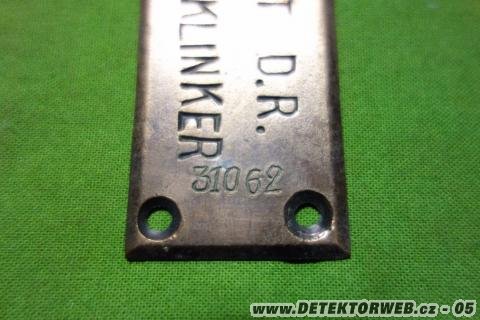 T D.R.
KLINKER
31062
www.DETEKTORWEB.cz - 05